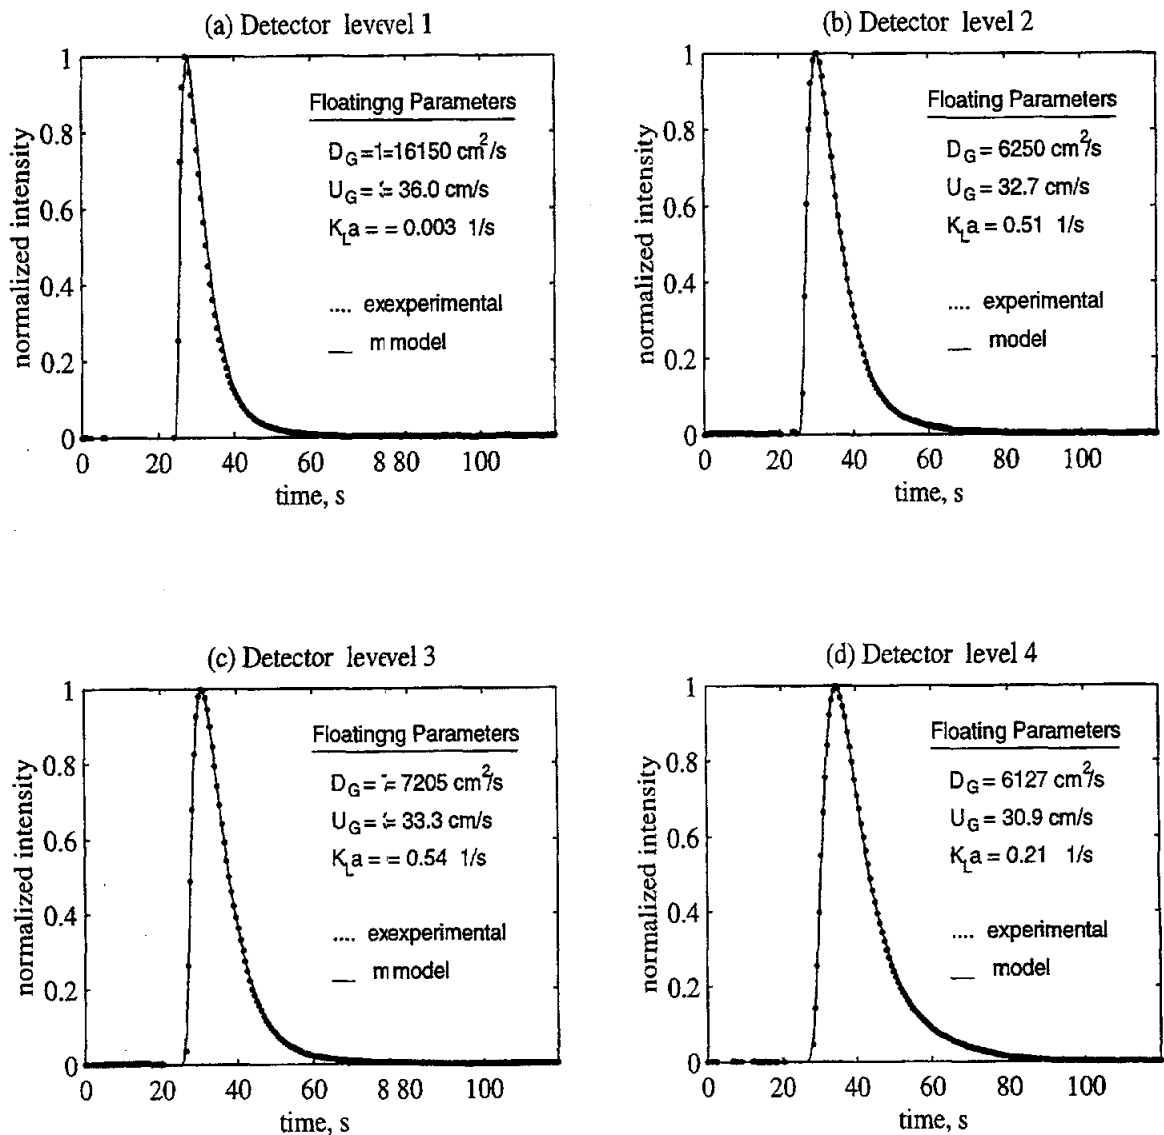 (a) Detector levevel 1
1
0.8
0.6
0.4
0.2
0
normalized intensity
Floatingng Parameters
D_G =1=16150 cm²/s
U_G = = 36.0 cm/s
K_L a = = 0.003 1/s
.... exexperimental
__ m model
0 20 40 60 8 80 100
time, s
(b) Detector level 2
1
0.8
0.6
0.4
0.2
0
normalized intensity
Floating Parameters
D_G = 6250 cm²/s
U_G = 32.7 cm/s
K_L a = 0.51 1/s
.... experimental
__ model
0 20 40 60 80 100
time, s
(c) Detector levevel 3
1
0.8
0.6
0.4
0.2
0
normalized intensity
Floatingng Parameters
D_G = = 7205 cm²/s
U_G = = 33.3 cm/s
K_L a = = 0.54 1/s
.... exexperimental
__ m model
0 20 40 60 8 80 100
time, s
(d) Detector level 4
1
0.8
0.6
0.4
0.2
0
normalized intensity
Floating Parameters
D_G = 6127 cm²/s
U_G = 30.9 cm/s
K_L a = 0.21 1/s
.... experimental
__ model
0 20 40 60 80 100
time, s